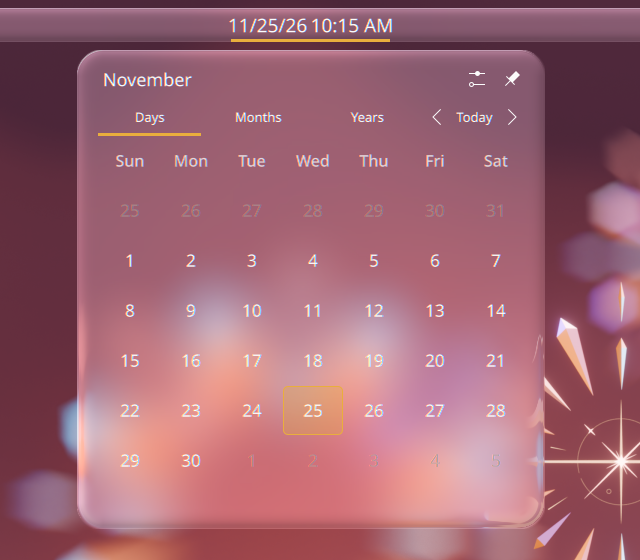 11/25/26 10:15 AM
November
Days Months Years Today
Sun Mon Tue Wed Thu Fri Sat
25 26 27 28 29 30 31
1 2 3 4 5 6 7
8 9 10 11 12 13 14
15 16 17 18 19 20 21
22 23 24 25 26 27 28
29 30 1 2 3 4 5